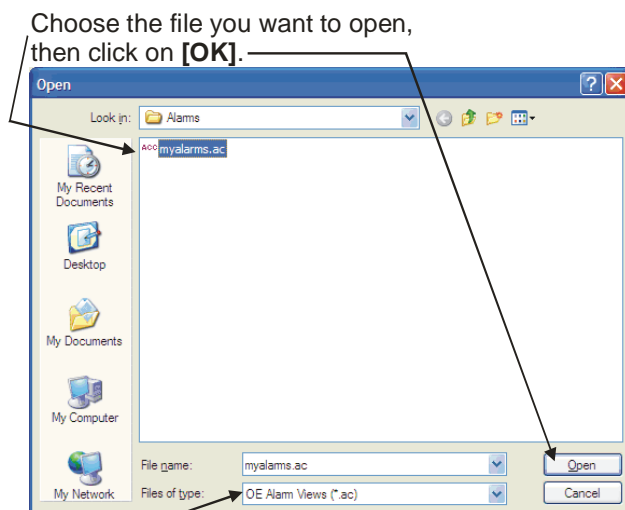 Choose the file you want to open,
then click on [OK].
Open
Look in:
Alarms
ACO
myalarms.ac
My Recent
Documents
Desktop
My Documents
My Computer
My Network
File name:
myalarms.ac
Open
Files of type:
OE Alarm Views (*.ac)
Cancel